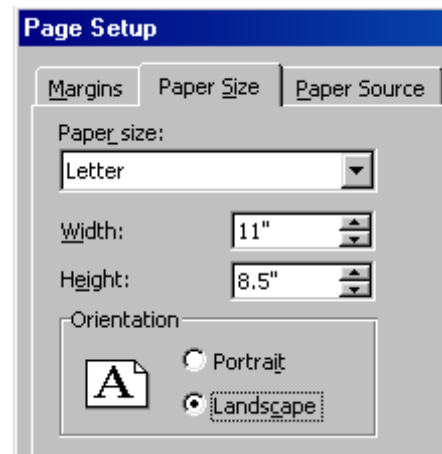 Page Setup
Margins Paper Size Paper Source
Paper size:
Letter
Width: 11"
Height: 8.5"
Orientation
A Portrait
Landscape